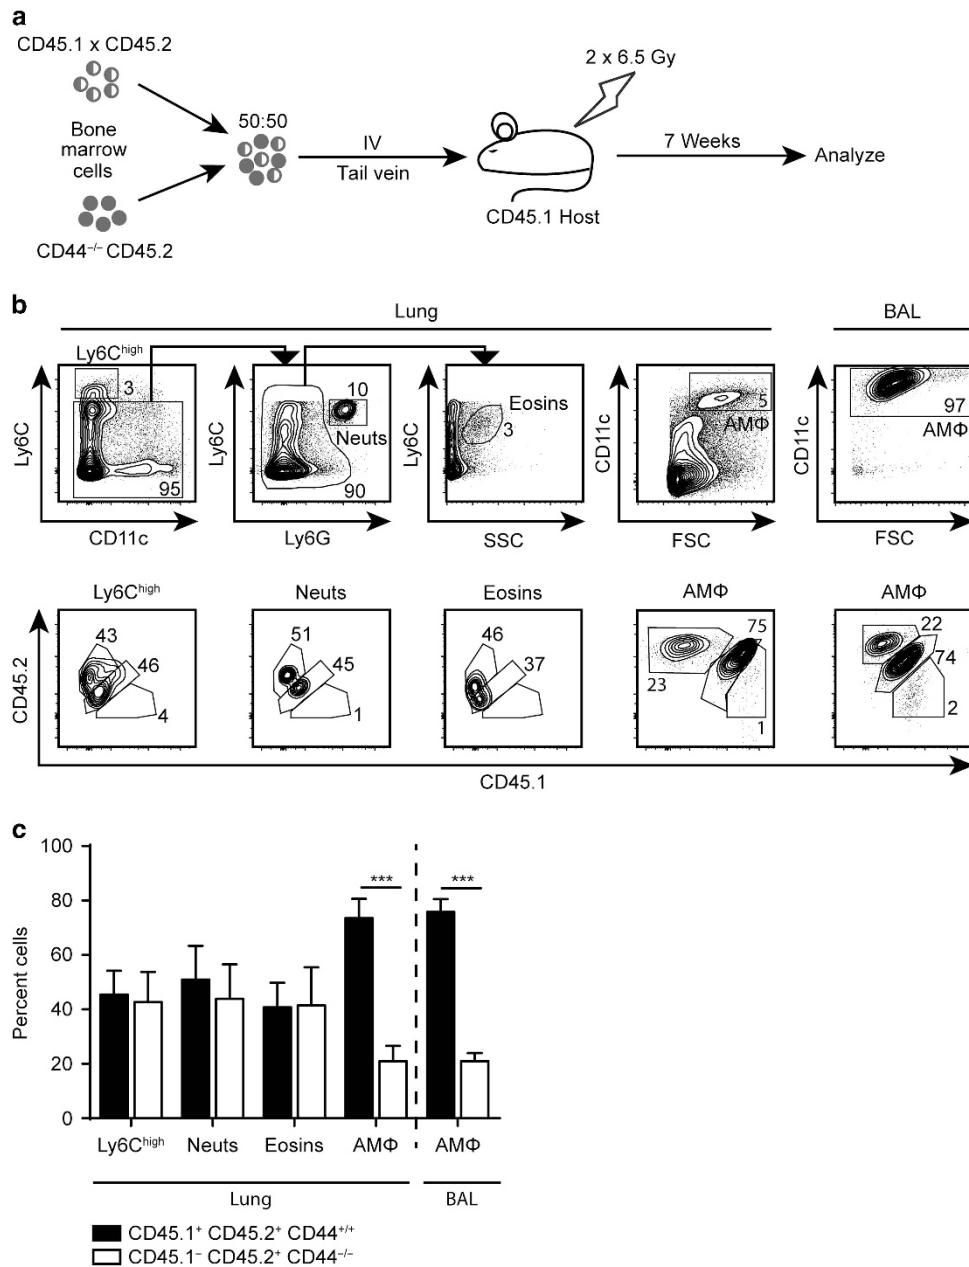 a
CD45.1 x CD45.2
Bone
marrow
cells
CD44–/– CD45.2
50:50
IV
Tail vein
2 x 6.5 Gy
CD45.1 Host
7 Weeks
Analyze
b
Lung
BAL
Ly6Chigh
3
95
Ly6C
CD11c
10
Neuts
90
Ly6C
Ly6G
Eosins
3
Ly6C
SSC
5
AMΦ
CD11c
FSC
97
AMΦ
CD11c
FSC
Ly6Chigh
Neuts
Eosins
AMΦ
AMΦ
43
46
4
51
45
1
46
37
75
23
1
22
74
2
CD45.2
CD45.1
c
Percent cells
100
80
60
40
20
0
***
***
Ly6Chigh
Neuts
Eosins
AMΦ
AMΦ
Lung
BAL
CD45.1+ CD45.2+ CD44+/+
CD45.1– CD45.2+ CD44–/–